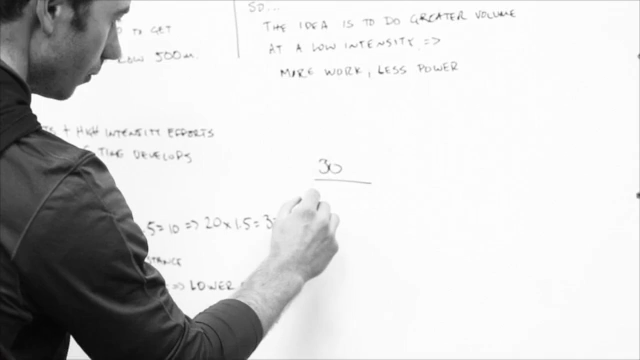 TO GET
LOW 500m.
SO...
THE IDEA IS TO DO GREATER VOLUME
AT A LOW INTENSITY =>
MORE WORK, LESS POWER
+ HIGH INTENSITY EFFORTS
TIME DEVELOPS
.5=10 => 20 x 1.5 = 3
=> LOWER
30